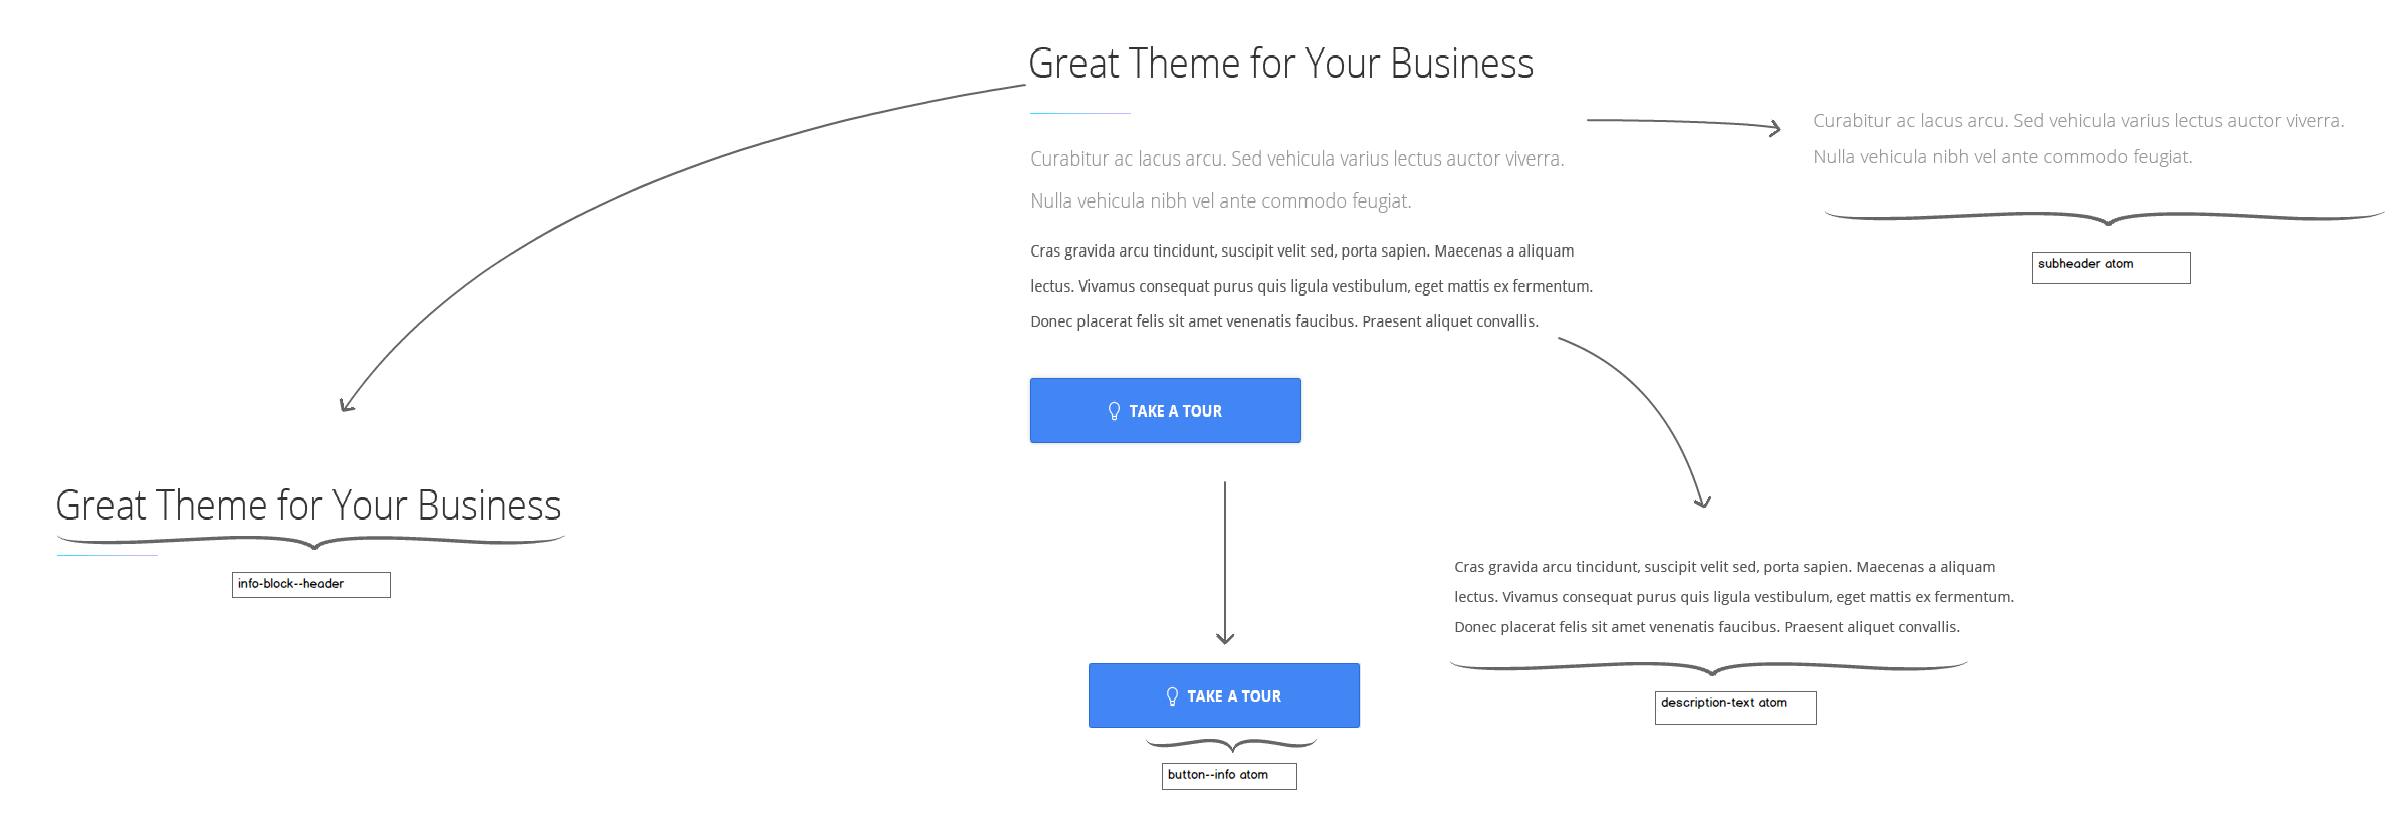 Great Theme for Your Business
Curabitur ac lacus arcu. Sed vehicula varius lectus auctor viverra.
Nulla vehicula nibh vel ante commodo feugiat.
Cras gravida arcu tincidunt, suscipit velit sed, porta sapien. Maecenas a aliquam
lectus. Vivamus consequat purus quis ligula vestibulum, eget mattis ex fermentum.
Donec placerat felis sit amet venenatis faucibus. Praesent aliquet convallis.
TAKE A TOUR
Curabitur ac lacus arcu. Sed vehicula varius lectus auctor viverra.
Nulla vehicula nibh vel ante commodo feugiat.
subheader atom
Great Theme for Your Business
info-block--header
Cras gravida arcu tincidunt, suscipit velit sed, porta sapien. Maecenas a aliquam
lectus. Vivamus consequat purus quis ligula vestibulum, eget mattis ex fermentum.
Donec placerat felis sit amet venenatis faucibus. Praesent aliquet convallis.
description-text atom
TAKE A TOUR
button--info atom